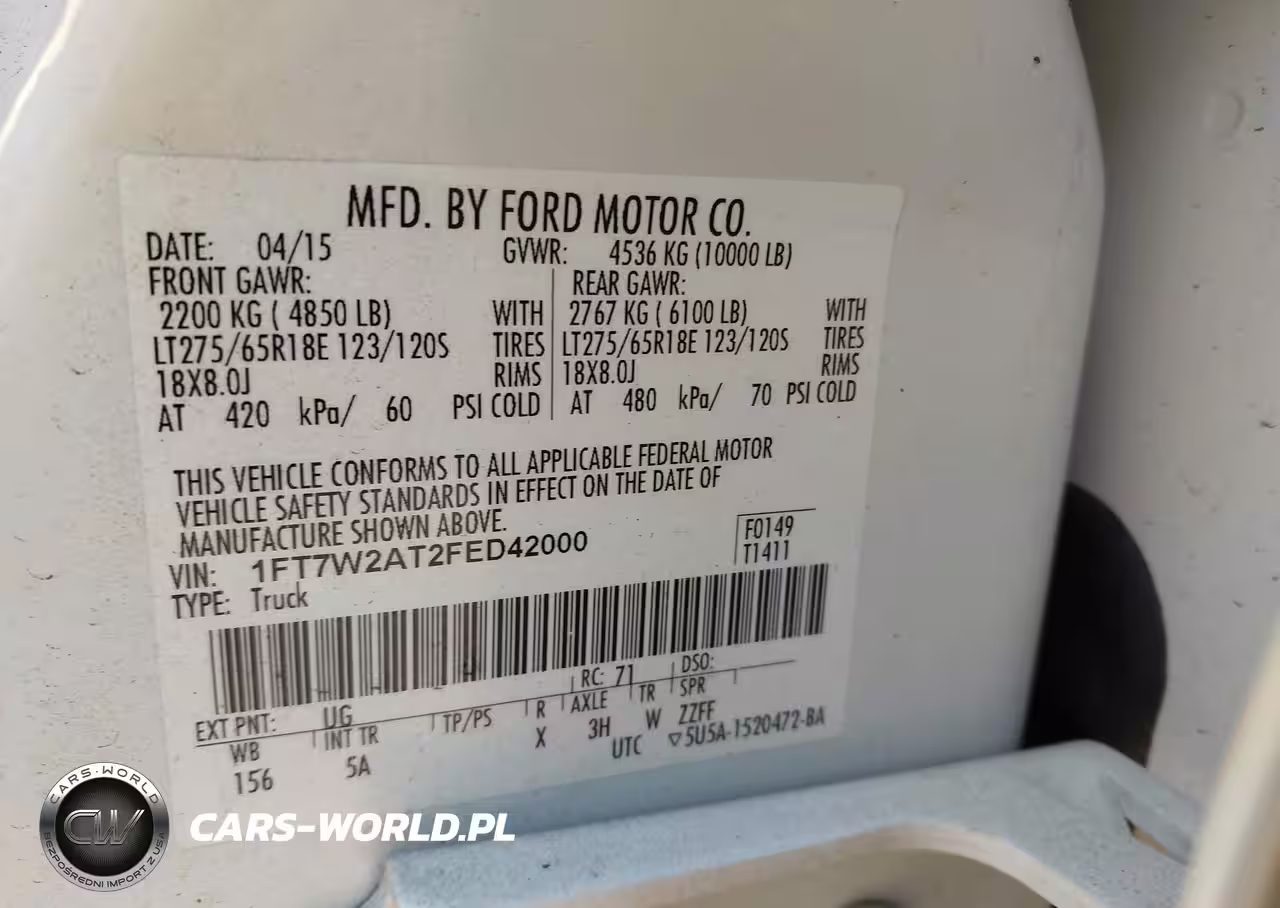 MFD. BY FORD MOTOR CO.
DATE: 04/15 GVWR: 4536 KG (10000 LB)
FRONT GAWR: REAR GAWR:
2200 KG ( 4850 LB) WITH 2767 KG ( 6100 LB) WITH
LT275/65R18E 123/120S TIRES LT275/65R18E 123/120S TIRES
18X8.0J RIMS 18X8.0J RIMS
AT 420 kPa/ 60 PSI COLD AT 480 kPa/ 70 PSI COLD
THIS VEHICLE CONFORMS TO ALL APPLICABLE FEDERAL MOTOR
VEHICLE SAFETY STANDARDS IN EFFECT ON THE DATE OF
MANUFACTURE SHOWN ABOVE.
VIN: 1FT7W2AT2FED42000 F0149
TYPE: Truck T1411
EXT PNT: UG RC: 71 DSO:
WB INT TR TP/PS R AXLE TR SPR
156 5A X 3H W ZZFF
UTC ▽5U5A-1520472-BA
CARS-WORLD
CW
BEZPOŚREDNI IMPORT Z USA
CARS-WORLD.PL